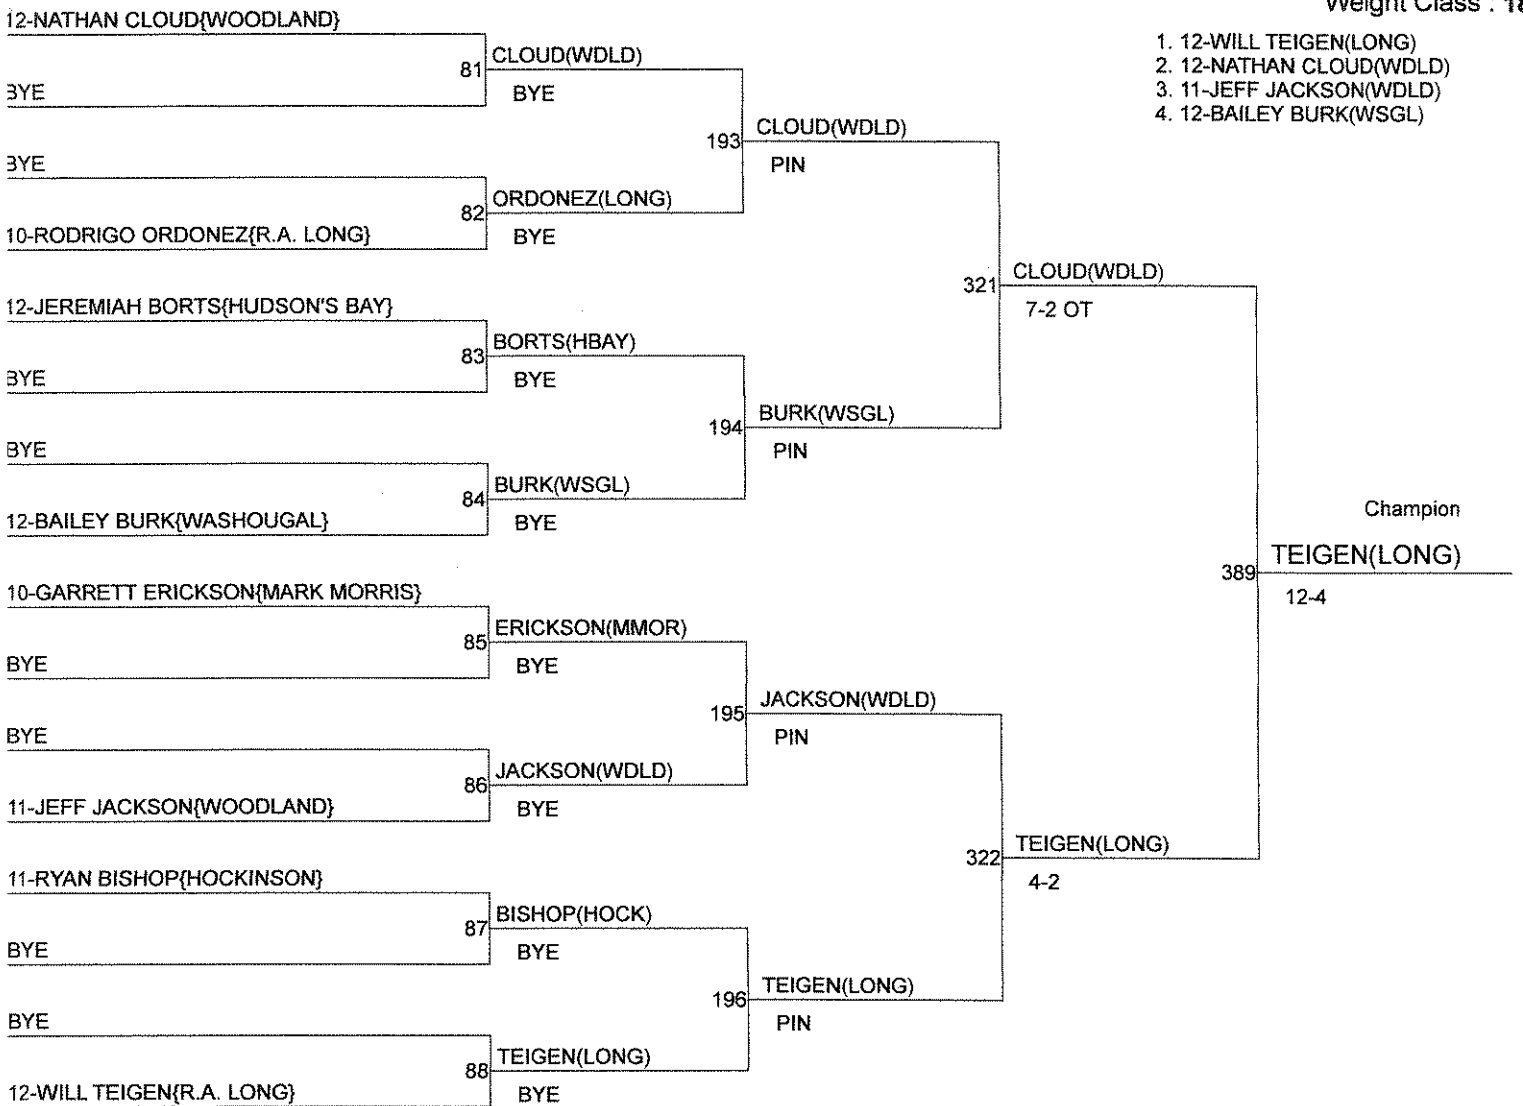 Weight Class :
1. 12-WILL TEIGEN(LONG)
2. 12-NATHAN CLOUD(WDLD)
3. 11-JEFF JACKSON(WDLD)
4. 12-BAILEY BURK(WSGL)
12-NATHAN CLOUD{WOODLAND}
81 CLOUD(WDLD)
BYE BYE
193 CLOUD(WDLD)
PIN
BYE
82 ORDONEZ(LONG)
10-RODRIGO ORDONEZ{R.A. LONG} BYE
321 CLOUD(WDLD)
7-2 OT
12-JEREMIAH BORTS{HUDSON'S BAY}
83 BORTS(HBAY)
BYE BYE
194 BURK(WSGL)
PIN
BYE
84 BURK(WSGL)
12-BAILEY BURK{WASHOUGAL} BYE
Champion
389 TEIGEN(LONG)
12-4
10-GARRETT ERICKSON{MARK MORRIS}
85 ERICKSON(MMOR)
BYE BYE
195 JACKSON(WDLD)
PIN
BYE
86 JACKSON(WDLD)
11-JEFF JACKSON{WOODLAND} BYE
322 TEIGEN(LONG)
4-2
11-RYAN BISHOP{HOCKINSON}
87 BISHOP(HOCK)
BYE BYE
196 TEIGEN(LONG)
PIN
BYE
88 TEIGEN(LONG)
12-WILL TEIGEN{R.A. LONG} BYE